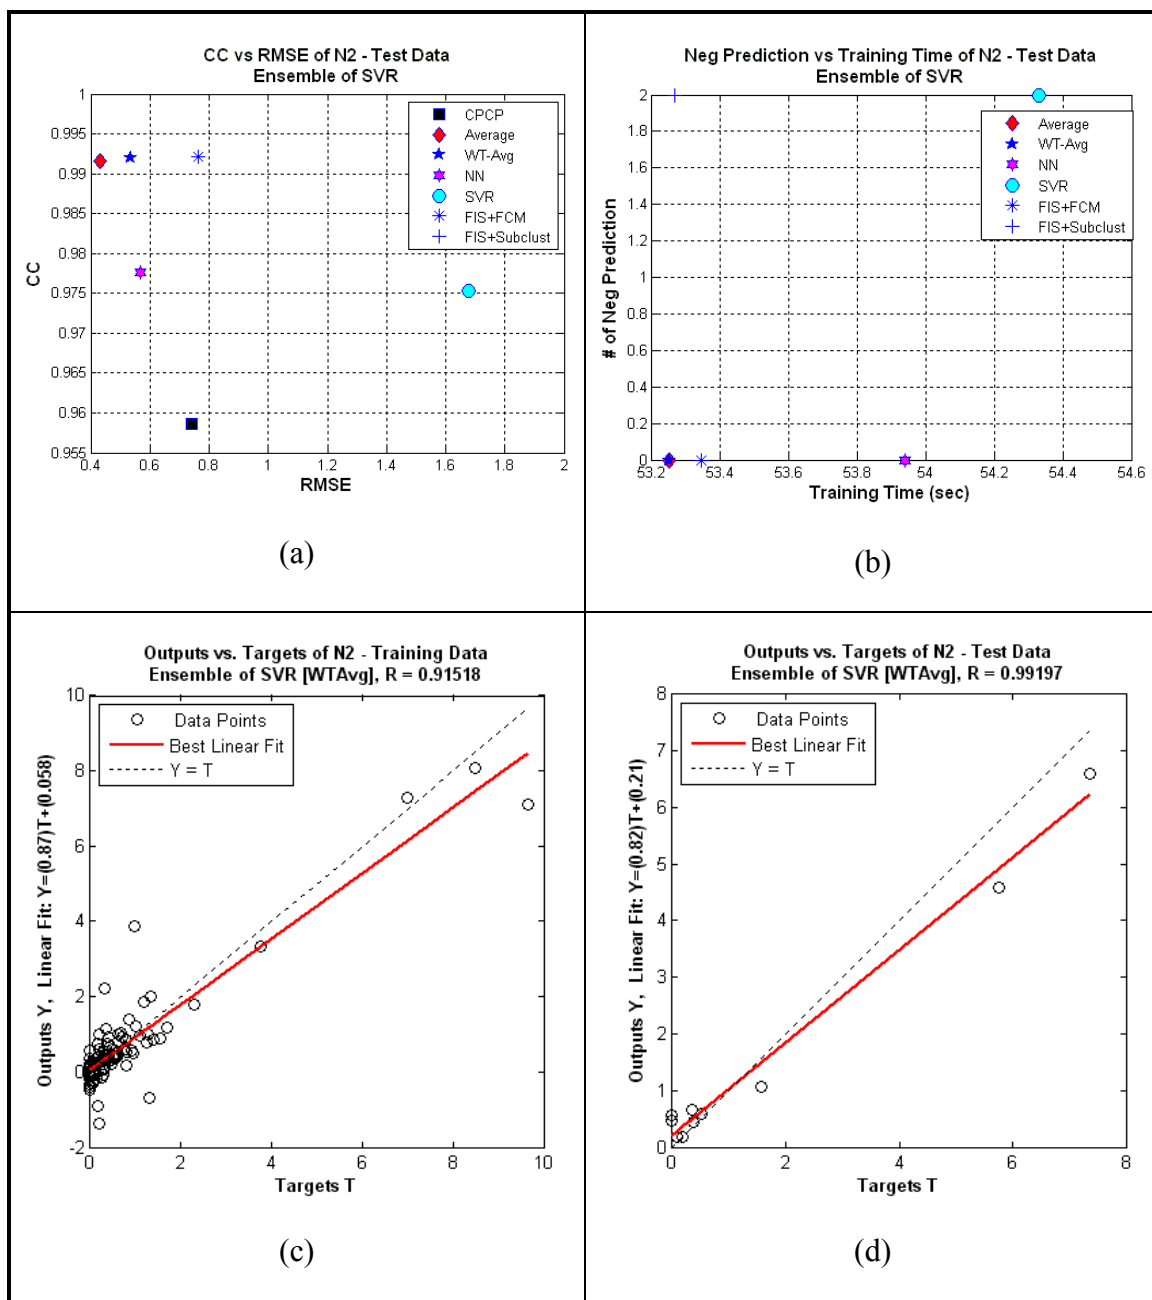 CC vs RMSE of N2 - Test Data
Ensemble of SVR
1
0.995
0.99
0.985
0.98
0.975
0.97
0.965
0.96
0.955
CC
CPCP
Average
WT-Avg
NN
SVR
FIS+FCM
FIS+Subclust
0.4 0.6 0.8 1 1.2 1.4 1.6 1.8 2
RMSE
(a)
Neg Prediction vs Training Time of N2 - Test Data
Ensemble of SVR
2
1.8
1.6
1.4
1.2
1
0.8
0.6
0.4
0.2
0
# of Neg Prediction
Average
WT-Avg
NN
SVR
FIS+FCM
FIS+Subclust
53.2 53.4 53.6 53.8 54 54.2 54.4 54.6
Training Time (sec)
(b)
Outputs vs. Targets of N2 - Training Data
Ensemble of SVR [WTAvg], R = 0.91518
10
8
6
4
2
0
-2
Outputs Y, Linear Fit: Y=(0.87)T+(0.058)
Data Points
Best Linear Fit
Y = T
0 2 4 6 8 10
Targets T
(c)
Outputs vs. Targets of N2 - Test Data
Ensemble of SVR [WTAvg], R = 0.99197
8
7
6
5
4
3
2
1
0
Outputs Y, Linear Fit: Y=(0.82)T+(0.21)
Data Points
Best Linear Fit
Y = T
0 2 4 6 8
Targets T
(d)